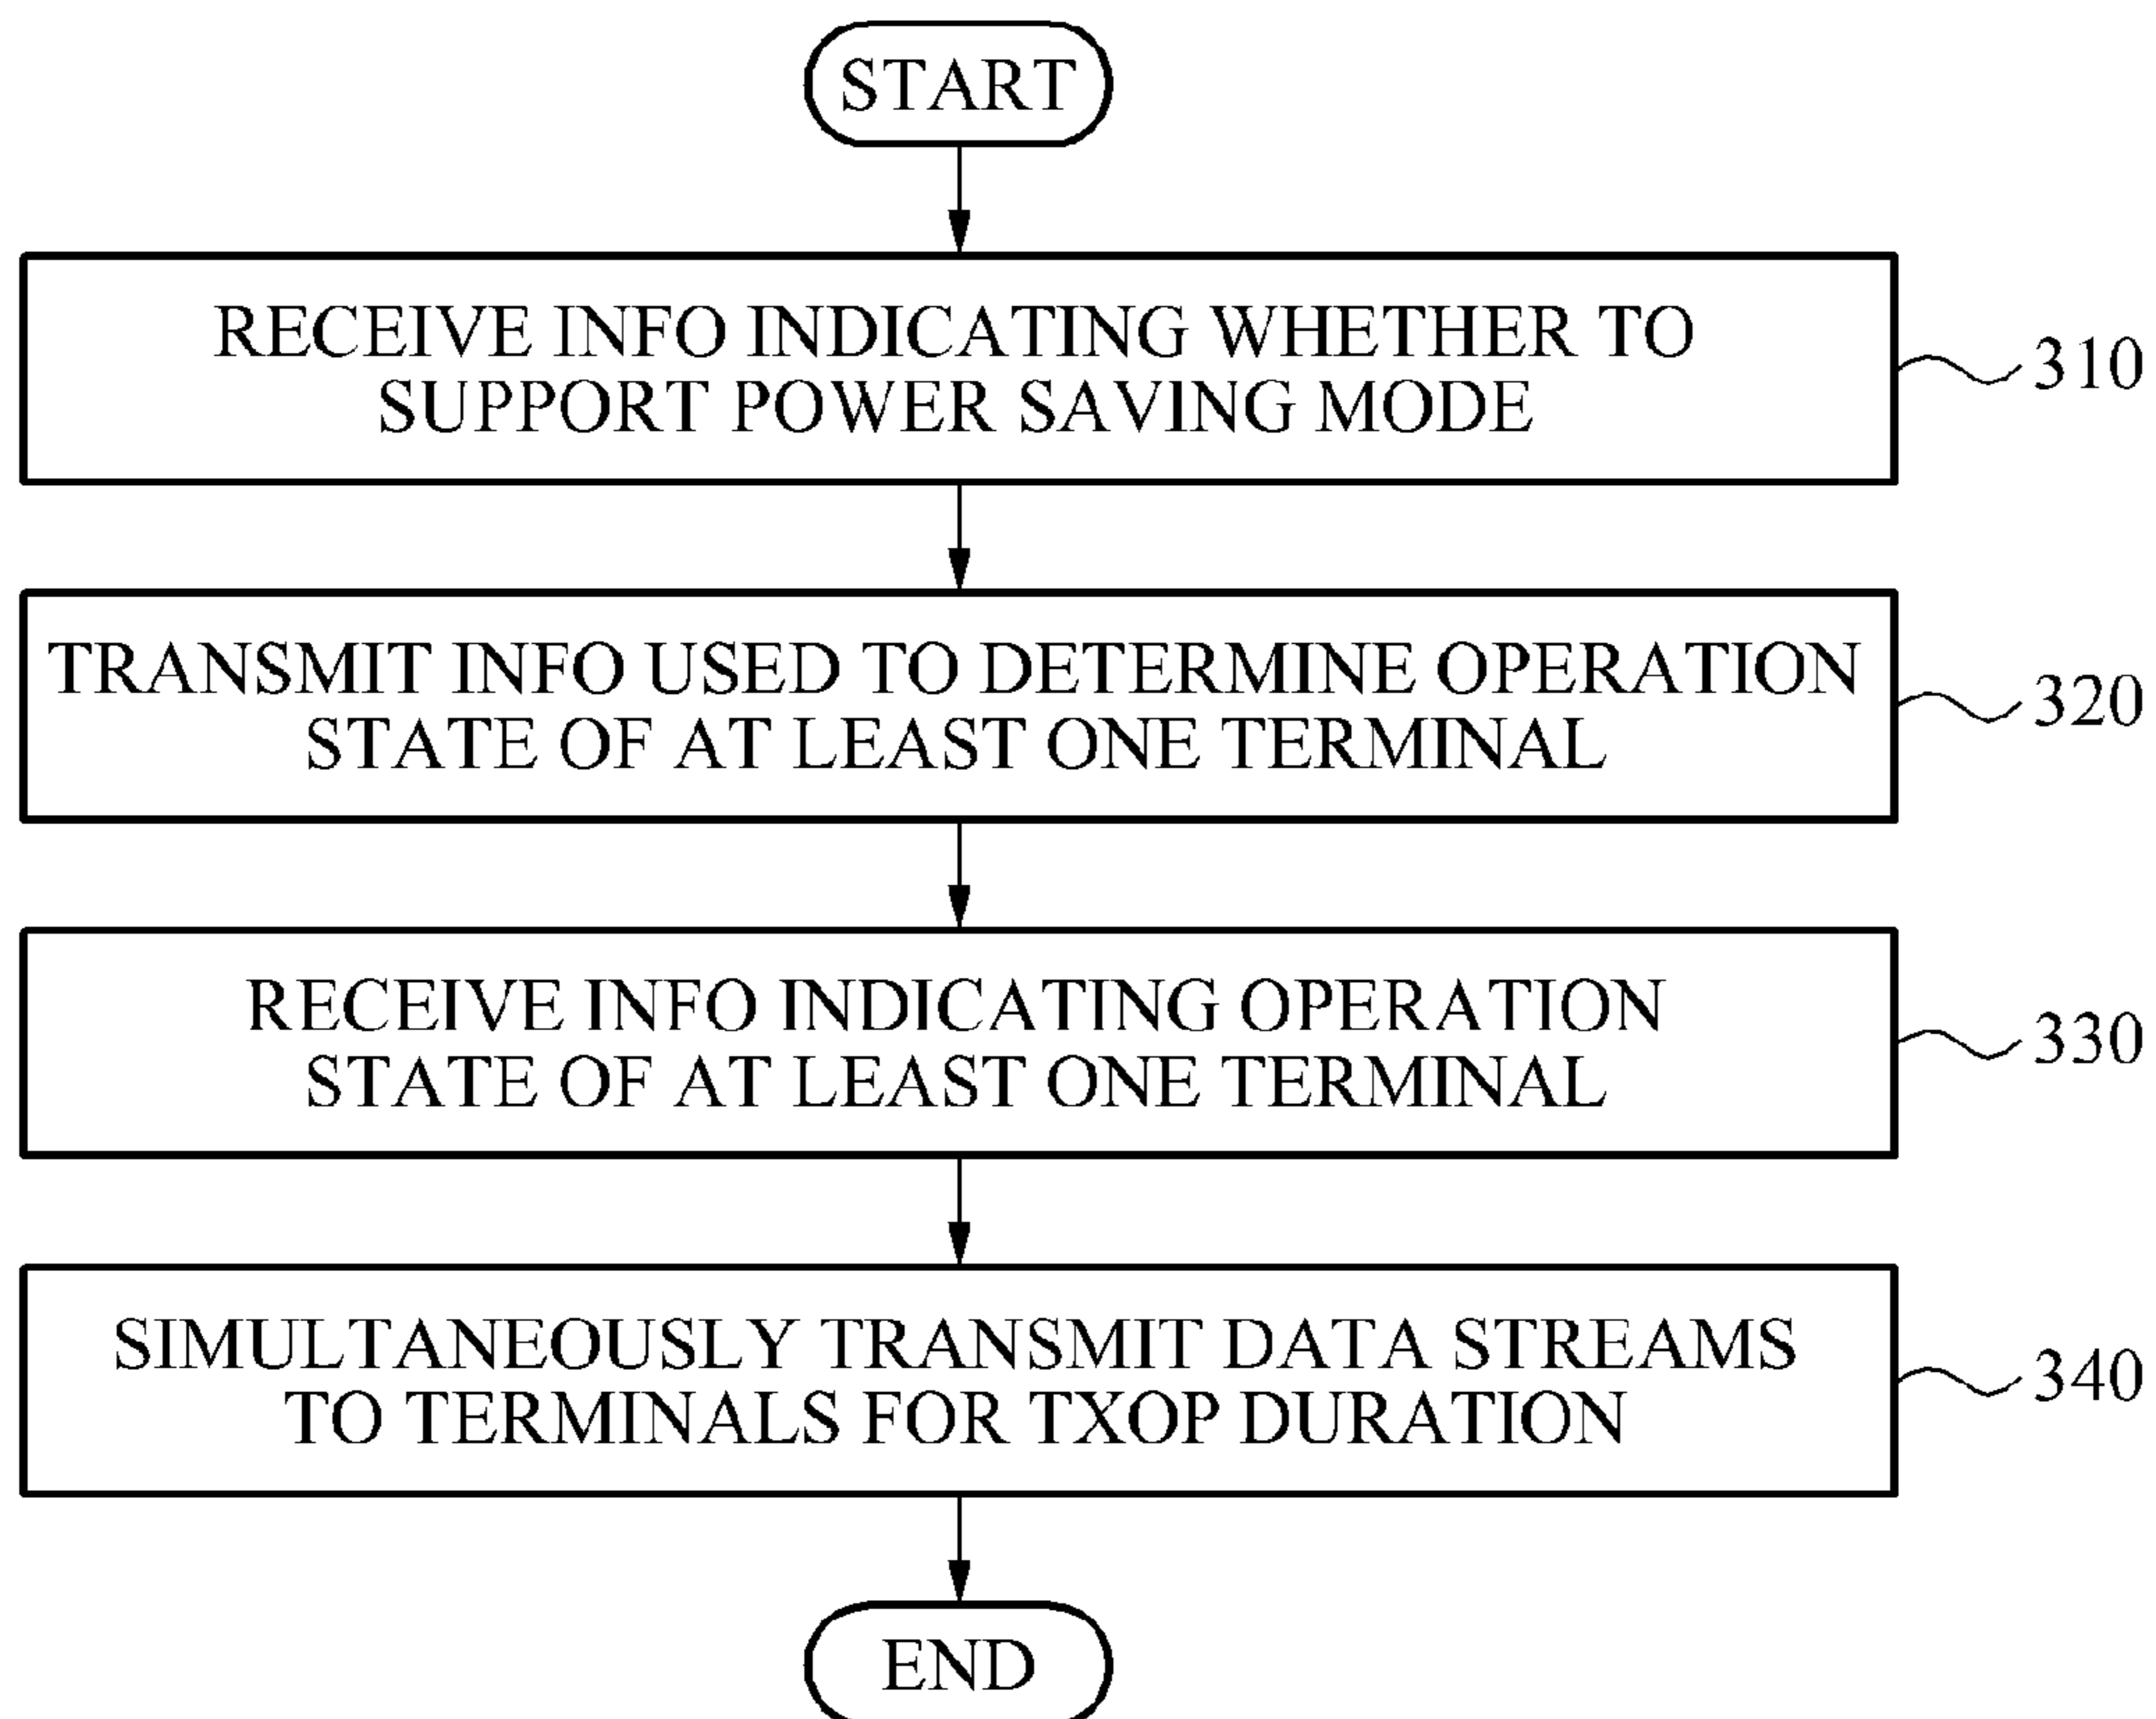 START
RECEIVE INFO INDICATING WHETHER TO
SUPPORT POWER SAVING MODE
310
TRANSMIT INFO USED TO DETERMINE OPERATION
STATE OF AT LEAST ONE TERMINAL
320
RECEIVE INFO INDICATING OPERATION
STATE OF AT LEAST ONE TERMINAL
330
SIMULTANEOUSLY TRANSMIT DATA STREAMS
TO TERMINALS FOR TXOP DURATION
340
END